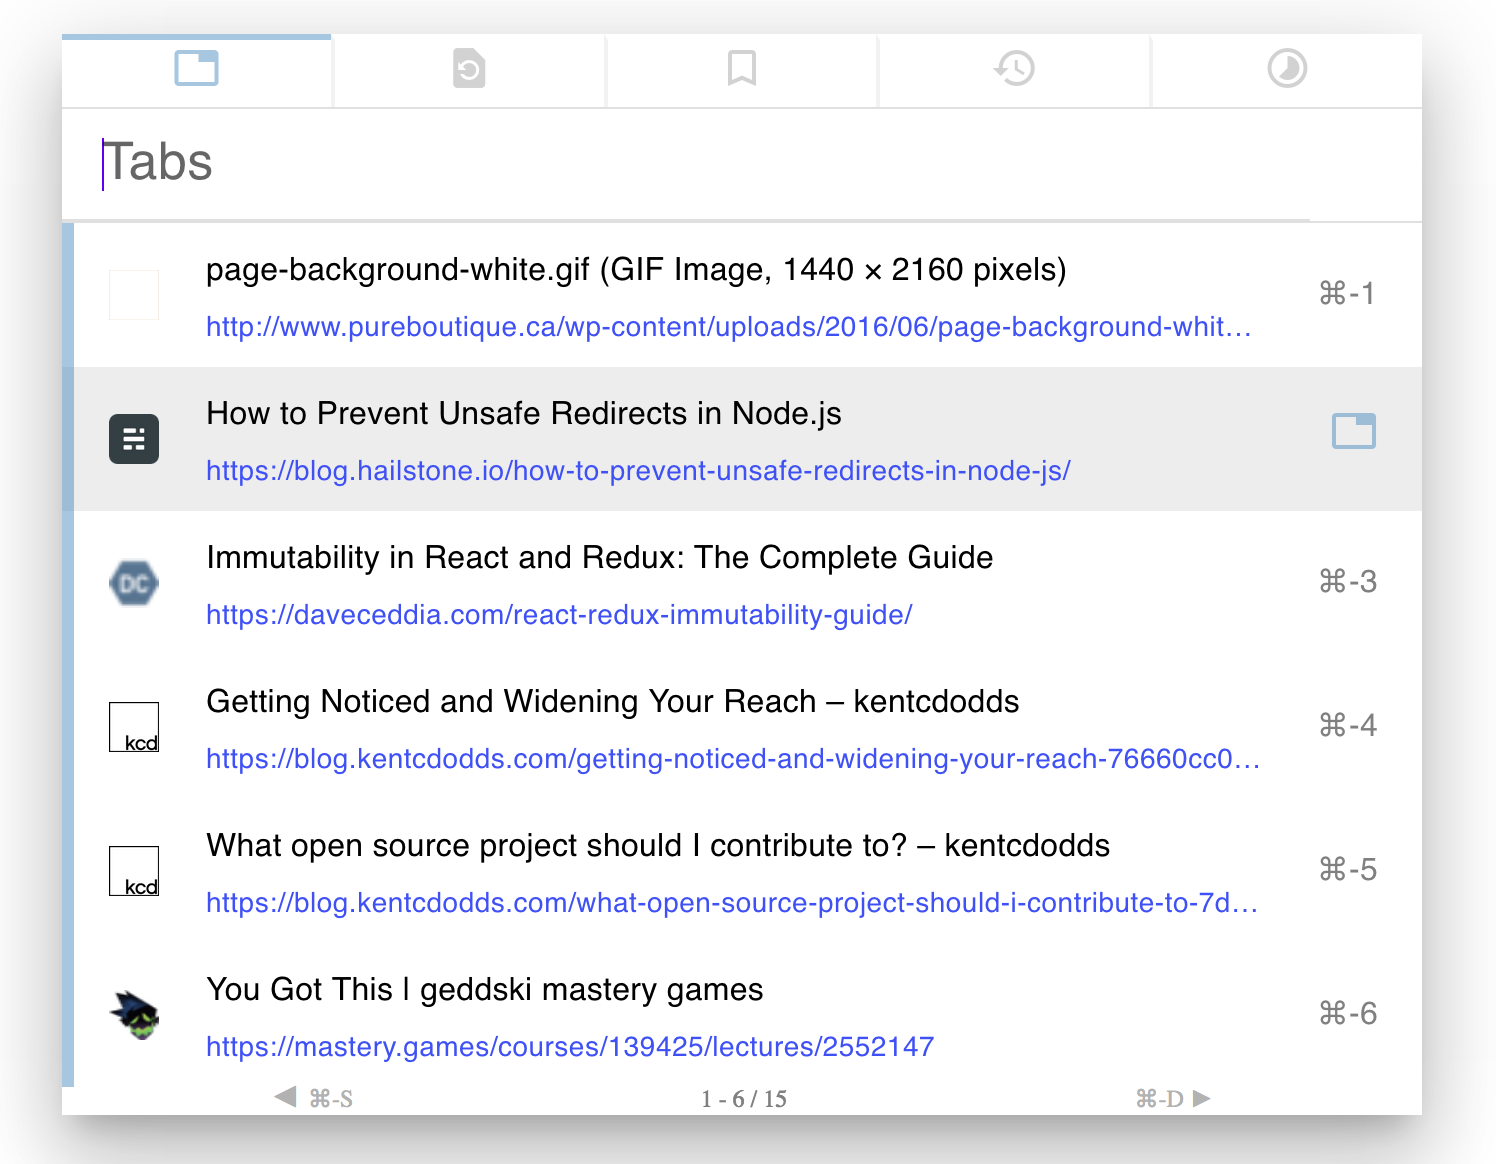 Tabs
page-background-white.gif (GIF Image, 1440 × 2160 pixels)
⌘-1
http://www.pureboutique.ca/wp-content/uploads/2016/06/page-background-whit…
How to Prevent Unsafe Redirects in Node.js
https://blog.hailstone.io/how-to-prevent-unsafe-redirects-in-node-js/
DC
Immutability in React and Redux: The Complete Guide
⌘-3
https://daveceddia.com/react-redux-immutability-guide/
kcd
Getting Noticed and Widening Your Reach – kentcdodds
⌘-4
https://blog.kentcdodds.com/getting-noticed-and-widening-your-reach-76660cc0…
kcd
What open source project should I contribute to? – kentcdodds
⌘-5
https://blog.kentcdodds.com/what-open-source-project-should-i-contribute-to-7d…
You Got This | geddski mastery games
⌘-6
https://mastery.games/courses/139425/lectures/2552147
◀ ⌘-S
1 - 6 / 15
⌘-D ▶